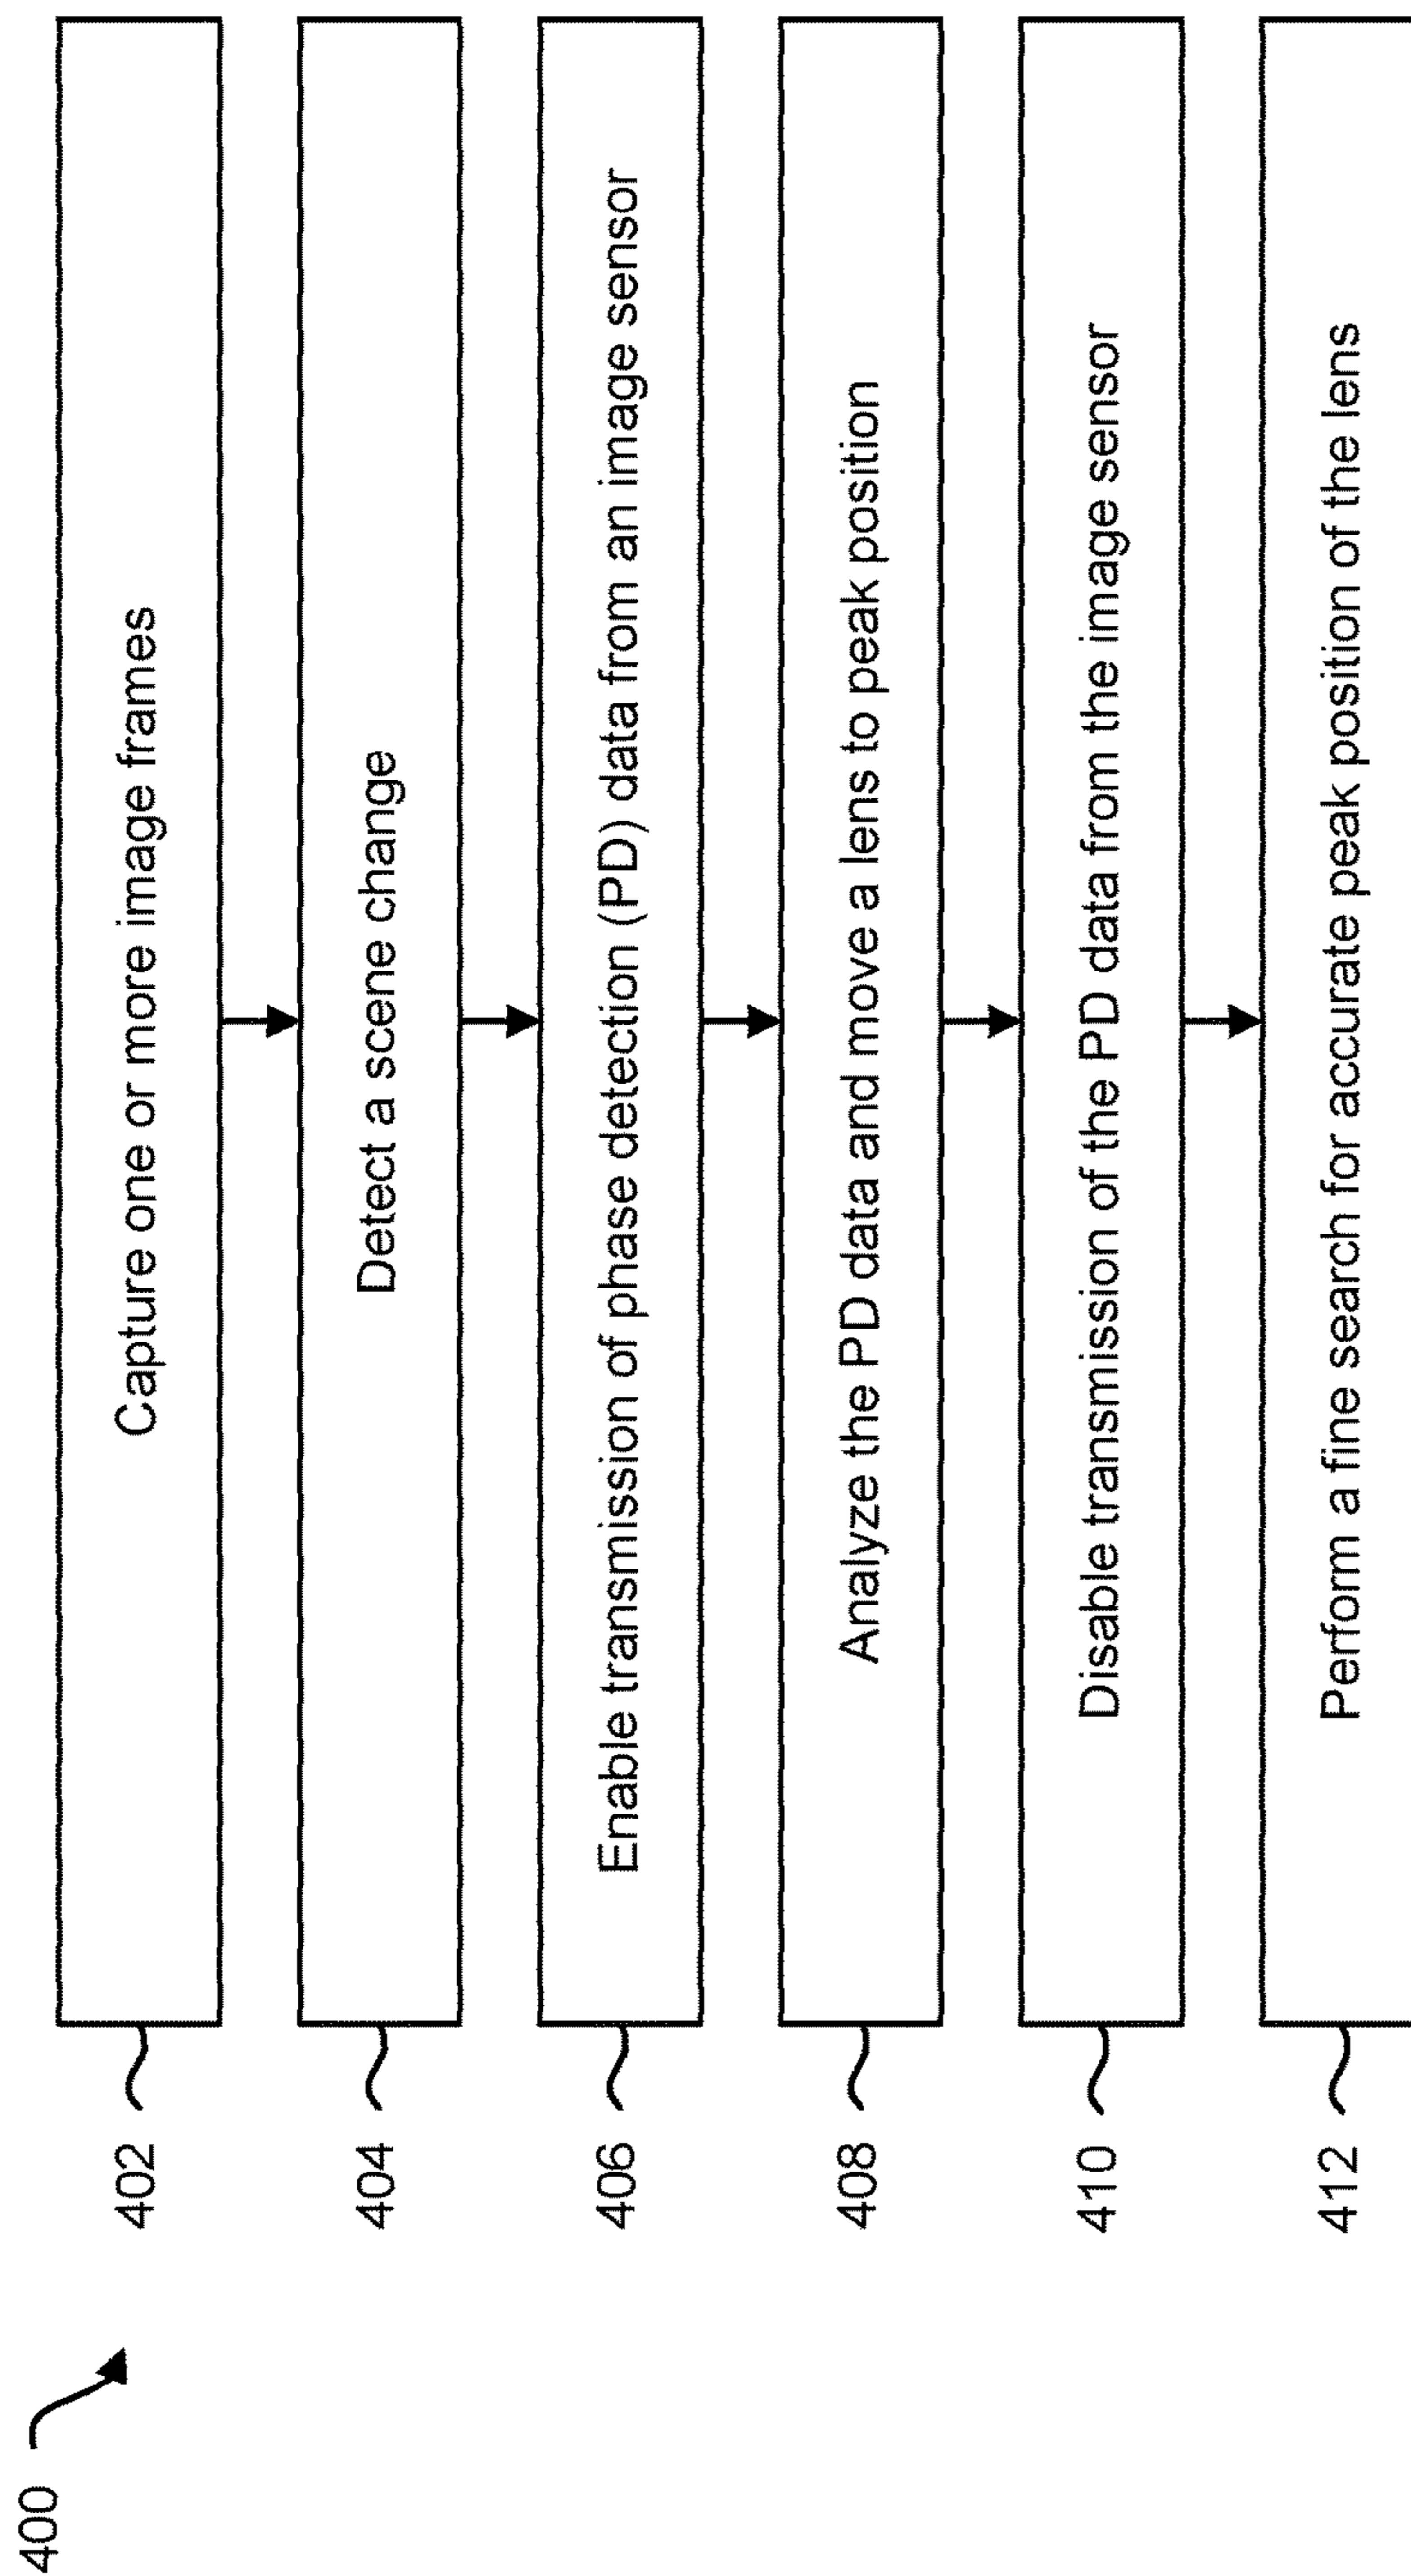 400
402
Capture one or more image frames
404
Detect a scene change
406
Enable transmission of phase detection (PD) data from an image sensor
408
Analyze the PD data and move a lens to peak position
410
Disable transmission of the PD data from the image sensor
412
Perform a fine search for accurate peak position of the lens